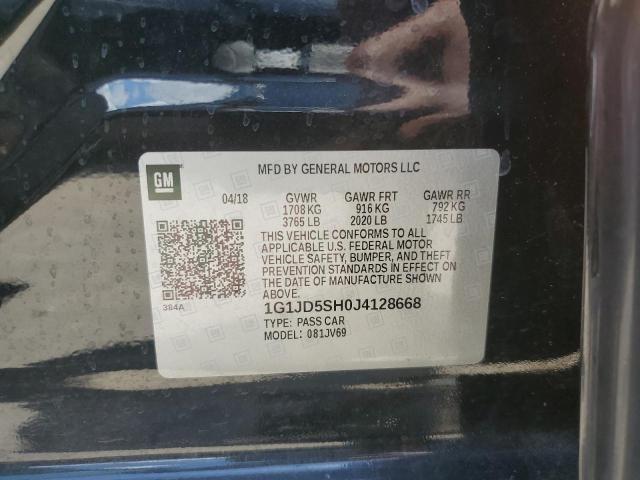 GM
MFD BY GENERAL MOTORS LLC
04/18 GVWR GAWR FRT GAWR RR
1708 KG 916 KG 792 KG
3765 LB 2020 LB 1745 LB
THIS VEHICLE CONFORMS TO ALL
APPLICABLE U.S. FEDERAL MOTOR
VEHICLE SAFETY, BUMPER, AND THEFT
PREVENTION STANDARDS IN EFFECT ON
THE DATE OF MANUFACTURE SHOWN
ABOVE.
384A
1G1JD5SH0J4128668
TYPE: PASS CAR
MODEL: 081JV69